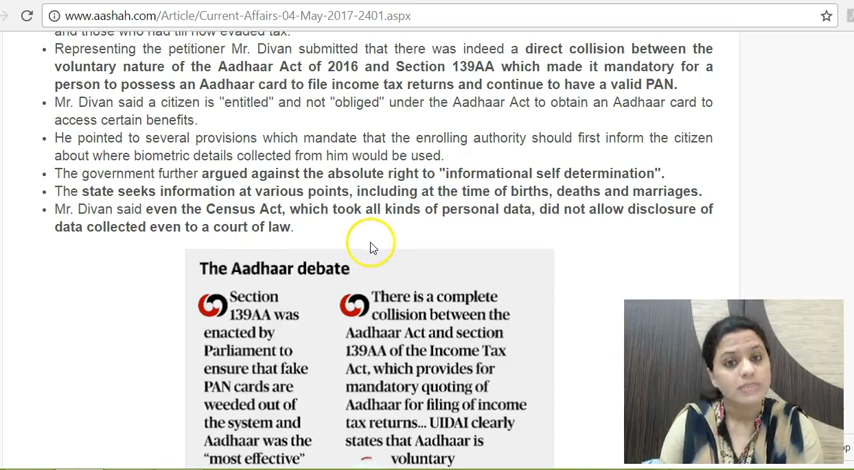 www.aashah.com/Article/Current-Affairs-04-May-2017-2401.aspx
and those who had till now evaded tax.
Representing the petitioner Mr. Divan submitted that there was indeed a direct collision between the
voluntary nature of the Aadhaar Act of 2016 and Section 139AA which made it mandatory for a
person to possess an Aadhaar card to file income tax returns and continue to have a valid PAN.
Mr. Divan said a citizen is "entitled" and not "obliged" under the Aadhaar Act to obtain an Aadhaar card to
access certain benefits.
He pointed to several provisions which mandate that the enrolling authority should first inform the citizen
about where biometric details collected from him would be used.
The government further argued against the absolute right to "informational self determination".
The state seeks information at various points, including at the time of births, deaths and marriages.
Mr. Divan said even the Census Act, which took all kinds of personal data, did not allow disclosure of
data collected even to a court of law.
The Aadhaar debate
Section
139AA was
enacted by
Parliament to
ensure that fake
PAN cards are
weeded out of
the system and
Aadhaar was the
"most effective"
There is a complete
collision between the
Aadhaar Act and section
139AA of the Income Tax
Act, which provides for
mandatory quoting of
Aadhaar for filing of income
tax returns... UIDAI clearly
states that Aadhaar is
voluntary